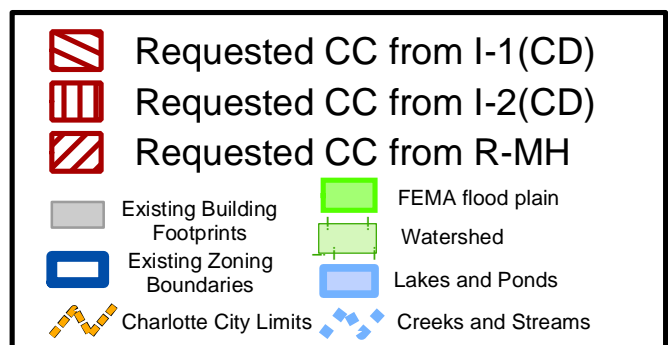 Requested CC from I-1(CD)
Requested CC from I-2(CD)
Requested CC from R-MH
Existing Building
Footprints
Existing Zoning
Boundaries
Charlotte City Limits
FEMA flood plain
Watershed
Lakes and Ponds
Creeks and Streams